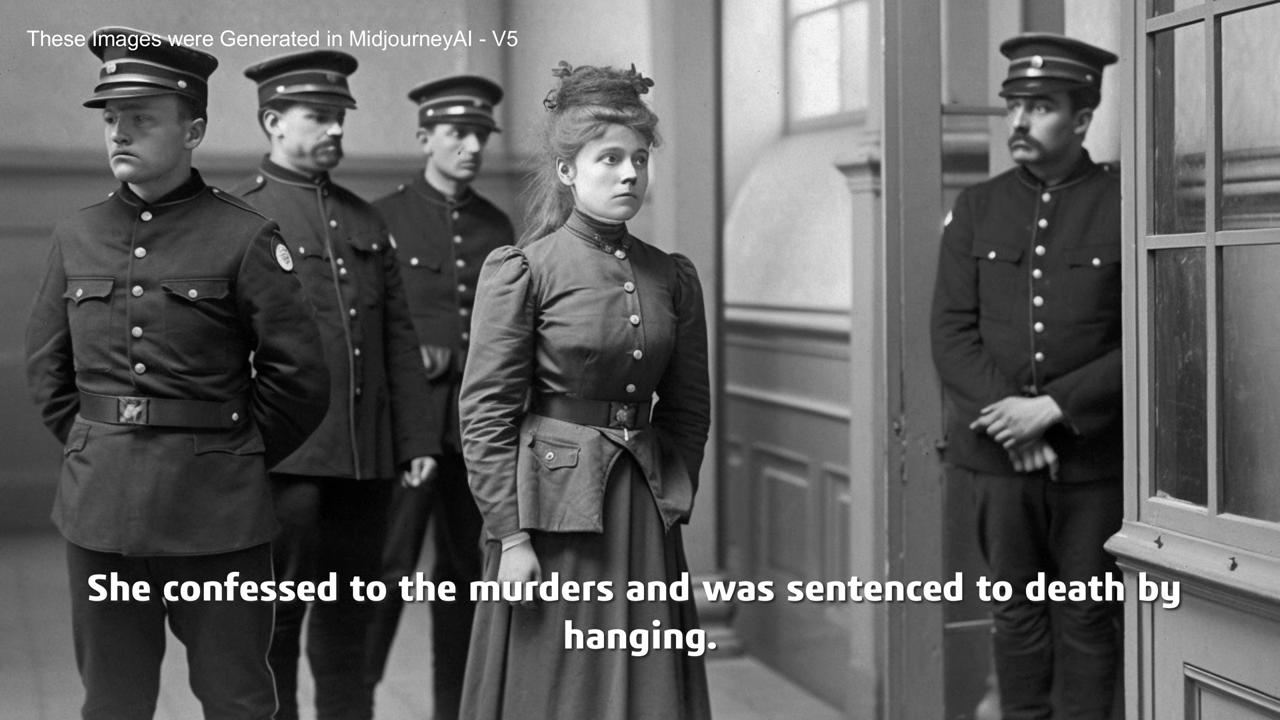 These Images were Generated in MidjourneyAI - V5
She confessed to the murders and was sentenced to death by
hanging.